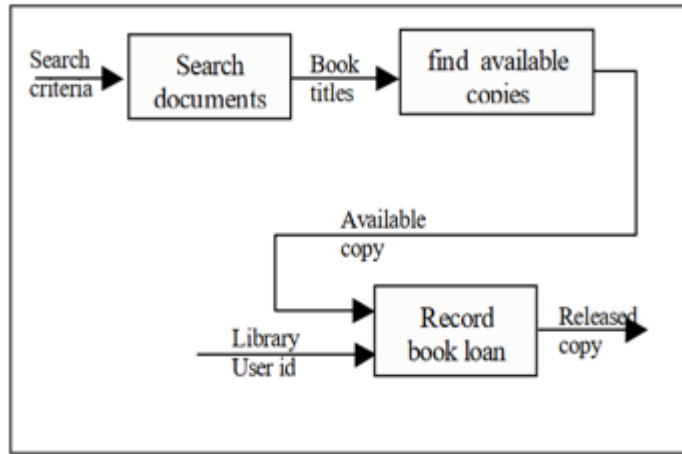 Search
criteria
Search
documents
Book
titles
find available
copies
Available
copy
Library
User id
Record
book loan
Released
copy